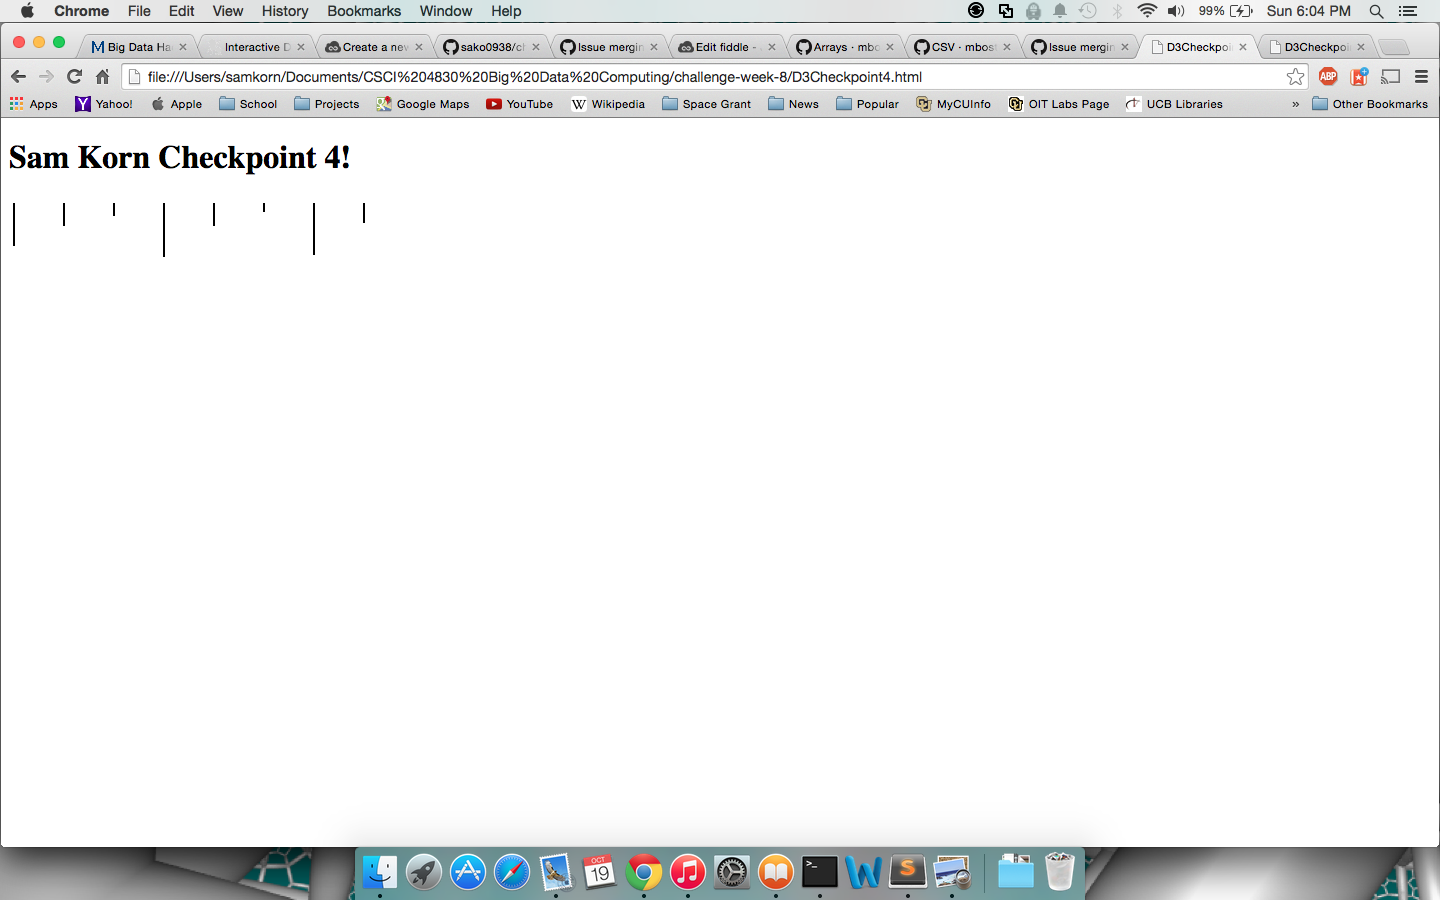 Chrome File Edit View History Bookmarks Window Help 99% Sun 6:04 PM
Big Data Ha Interactive D Create a nev sako0938/ch Issue mergin Edit fiddle - Arrays · mbo CSV · mbos Issue mergin D3Checkpoi D3Checkpoi
file:///Users/samkorn/Documents/CSCI%204830%20Big%20Data%20Computing/challenge-week-8/D3Checkpoint4.html ABP
Apps Yahoo! Apple School Projects Google Maps YouTube Wikipedia Space Grant News Popular MyCUInfo OIT Labs Page UCB Libraries » Other Bookmarks
Sam Korn Checkpoint 4!
OCT
19